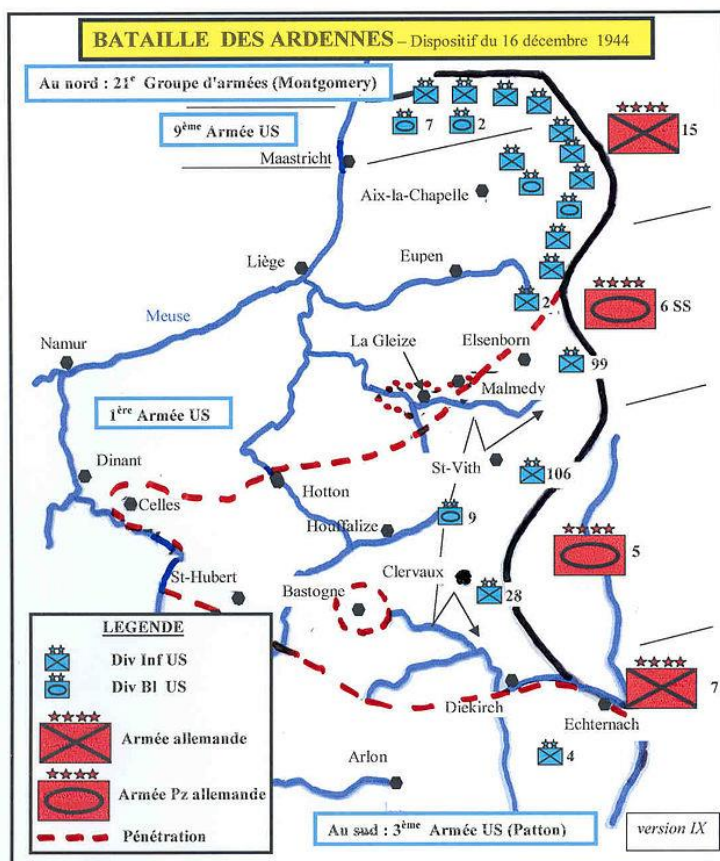 BATAILLE DES ARDENNES – Dispositif du 16 décembre 1944
Au nord : 21e Groupe d'armées (Montgomery)
9ème Armée US
7
2
15
Maastricht
Aix-la-Chapelle
Liège
Eupen
2
6 SS
Meuse
Namur
La Gleize
Elsenborn
99
Malmedy
1ère Armée US
Dinant
St-Vith
106
Celles
Hotton
9
Houffalize
5
St-Hubert
Clervaux
Bastogne
28
LEGENDE
Div Inf US
Div Bl US
Armée allemande
Armée Pz allemande
Pénétration
7
Diekirch
Echternach
Arlon
4
Au sud : 3ème Armée US (Patton)
version IX